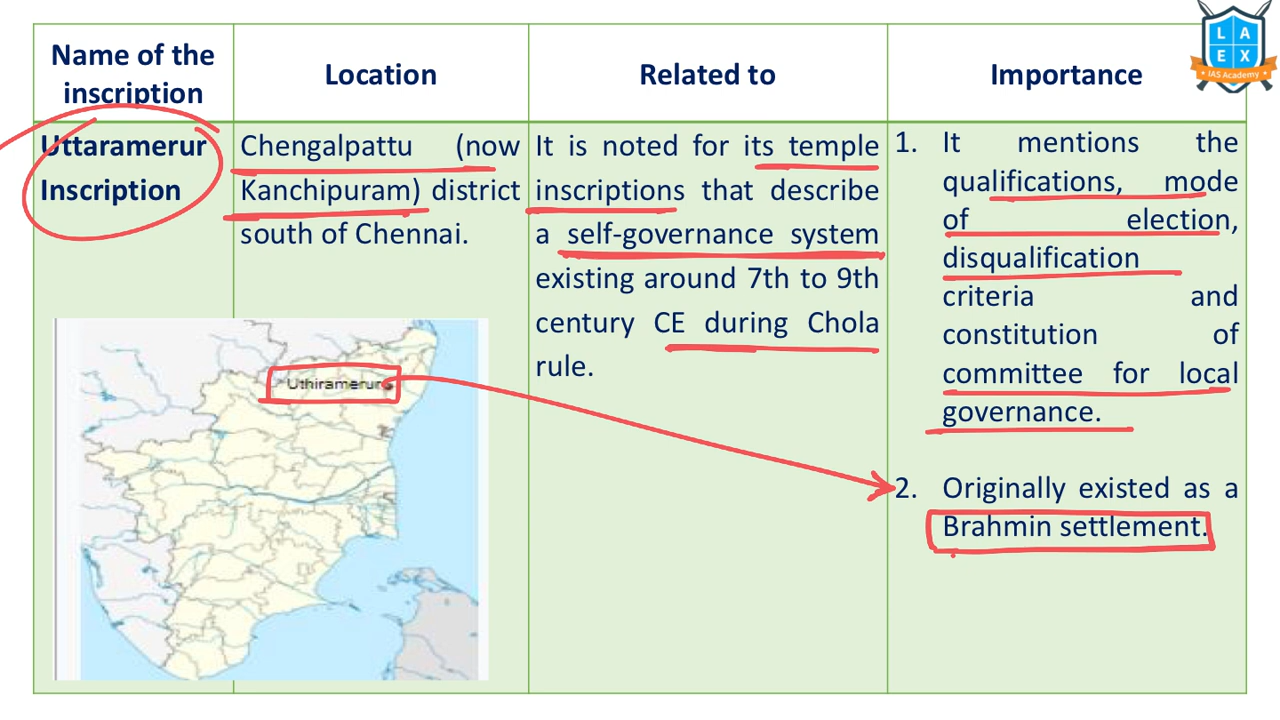 Name of the
inscription
Location
Related to
Importance
L A
E X
IAS Academy
Uttaramerur
Inscription
Chengalpattu (now
Kanchipuram) district
south of Chennai.
It is noted for its temple
inscriptions that describe
a self-governance system
existing around 7th to 9th
century CE during Chola
rule.
1. It mentions the
qualifications, mode
of election,
disqualification
criteria and
constitution of
committee for local
governance.
2. Originally existed as a
Brahmin settlement.
Uthiramerur